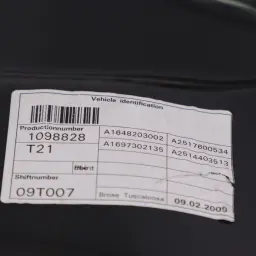 Vehicle Identification
Productionnumber
1098828
A1648203002 A2517600534
T21
A1697302135 A2514403513
Shiftnumber
09T007
Brose Tuscaloosa
09.02.2009